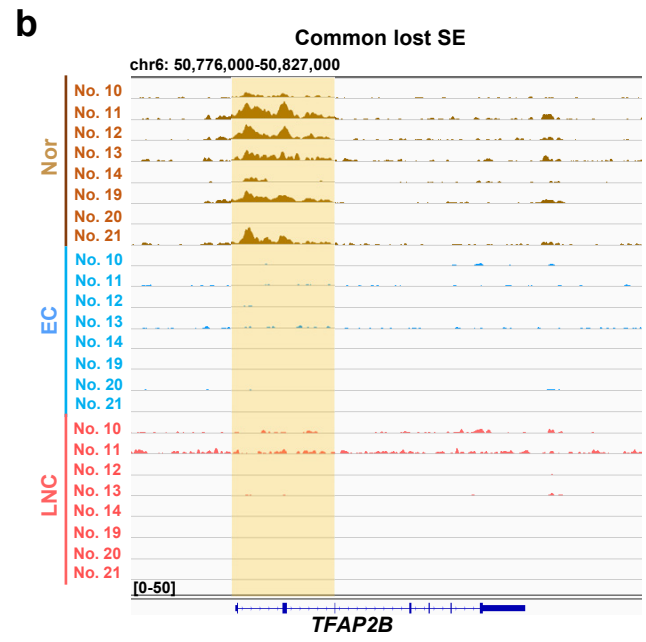 b
Common lost SE
chr6: 50,776,000-50,827,000
Nor
No. 10
No. 11
No. 12
No. 13
No. 14
No. 19
No. 20
No. 21
EC
No. 10
No. 11
No. 12
No. 13
No. 14
No. 19
No. 20
No. 21
LNC
No. 10
No. 11
No. 12
No. 13
No. 14
No. 19
No. 20
No. 21
[0-50]
TFAP2B